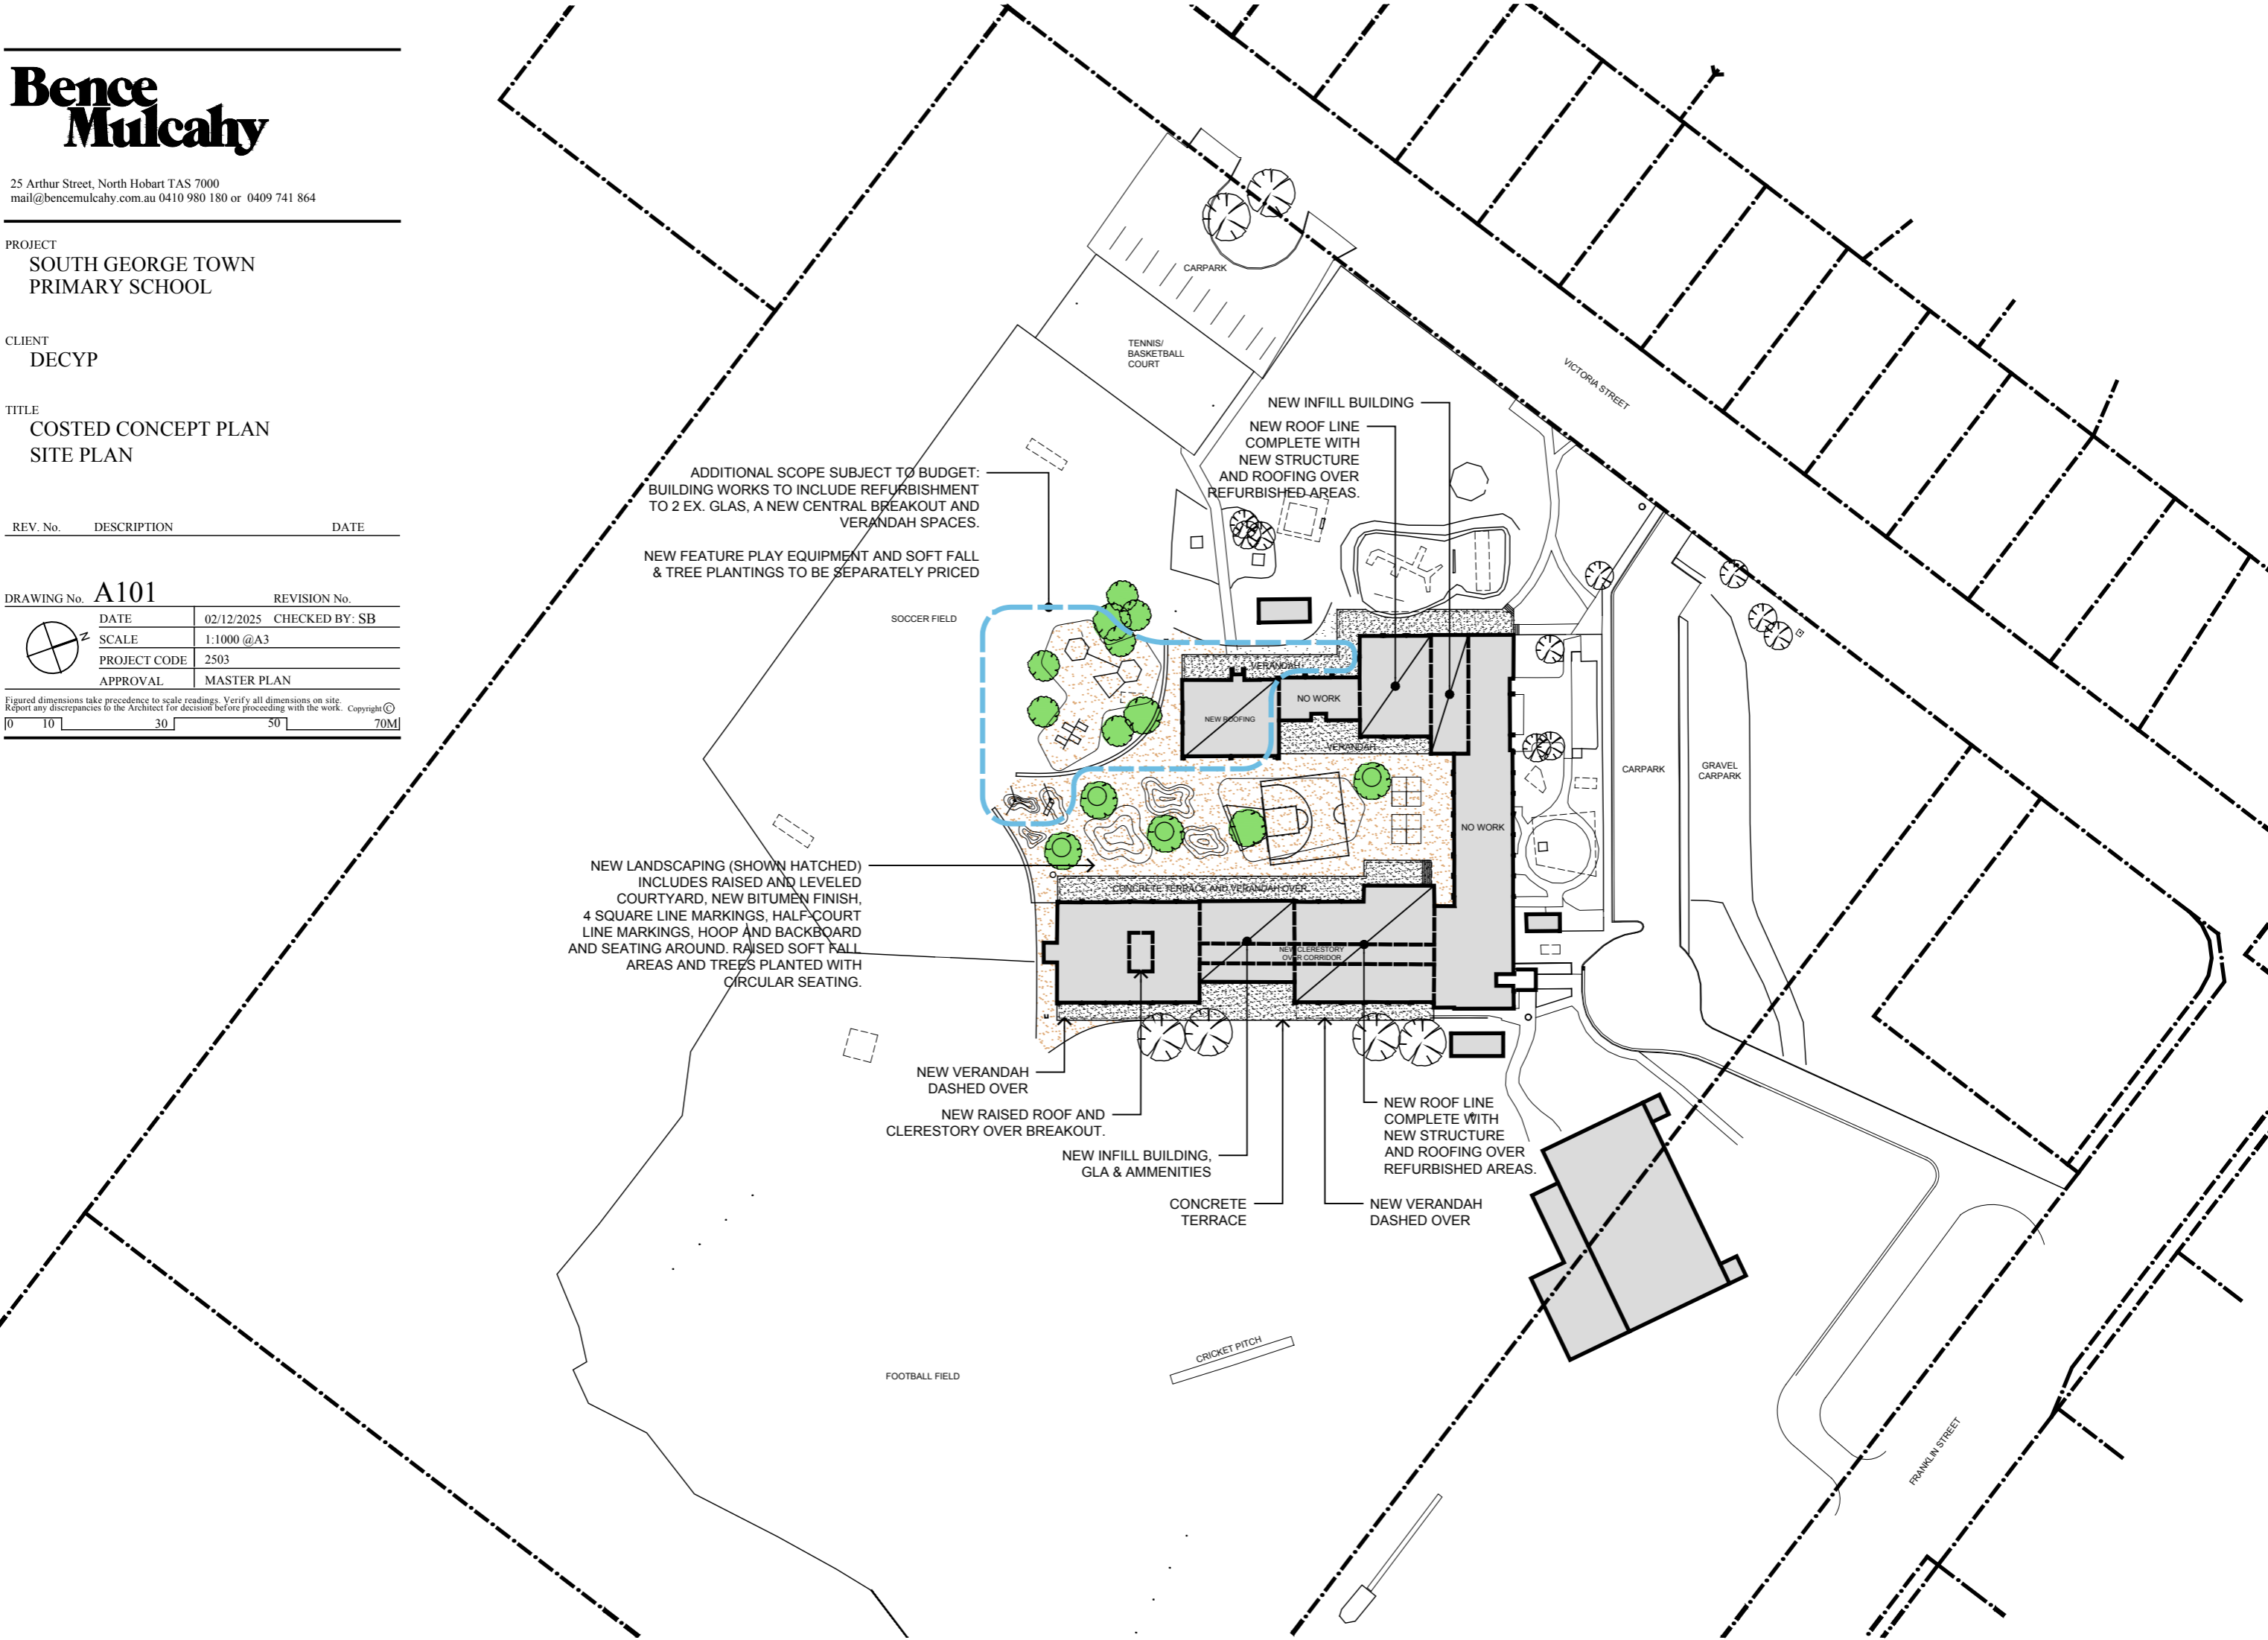 Bence
Mulcahy
25 Arthur Street, North Hobart TAS 7000
mail@bencemulcahy.com.au 0410 980 180 or 0409 741 864
PROJECT
SOUTH GEORGE TOWN
PRIMARY SCHOOL
CLIENT
DECYP
TITLE
COSTED CONCEPT PLAN
SITE PLAN
REV. No. DESCRIPTION DATE
DRAWING No. A101 REVISION No.
DATE 02/12/2025 CHECKED BY: SB
SCALE 1:1000 @A3
PROJECT CODE 2503
APPROVAL MASTER PLAN
N
Figured dimensions take precedence to scale readings. Verify all dimensions on site.
Report any discrepancies to the Architect for decision before proceeding with the work. Copyright ©
0 10 30 50 70M
CARPARK
TENNIS/
BASKETBALL
COURT
VICTORIA STREET
NEW INFILL BUILDING
NEW ROOF LINE
COMPLETE WITH
NEW STRUCTURE
AND ROOFING OVER
REFURBISHED AREAS.
ADDITIONAL SCOPE SUBJECT TO BUDGET:
BUILDING WORKS TO INCLUDE REFURBISHMENT
TO 2 EX. GLAS, A NEW CENTRAL BREAKOUT AND
VERANDAH SPACES.
NEW FEATURE PLAY EQUIPMENT AND SOFT FALL
& TREE PLANTINGS TO BE SEPARATELY PRICED
SOCCER FIELD
VERANDAH
NO WORK
NEW ROOFING
VERANDAH
CARPARK
GRAVEL
CARPARK
NO WORK
NEW LANDSCAPING (SHOWN HATCHED)
INCLUDES RAISED AND LEVELED
COURTYARD, NEW BITUMEN FINISH,
4 SQUARE LINE MARKINGS, HALF-COURT
LINE MARKINGS, HOOP AND BACKBOARD
AND SEATING AROUND. RAISED SOFT FALL
AREAS AND TREES PLANTED WITH
CIRCULAR SEATING.
CONCRETE TERRACE AND VERANDAH OVER
NEW CLERESTORY
OVER CORRIDOR
NEW VERANDAH
DASHED OVER
NEW RAISED ROOF AND
CLERESTORY OVER BREAKOUT.
NEW INFILL BUILDING,
GLA & AMMENITIES
CONCRETE
TERRACE
NEW ROOF LINE
COMPLETE WITH
NEW STRUCTURE
AND ROOFING OVER
REFURBISHED AREAS.
NEW VERANDAH
DASHED OVER
CRICKET PITCH
FOOTBALL FIELD
FRANKLIN STREET